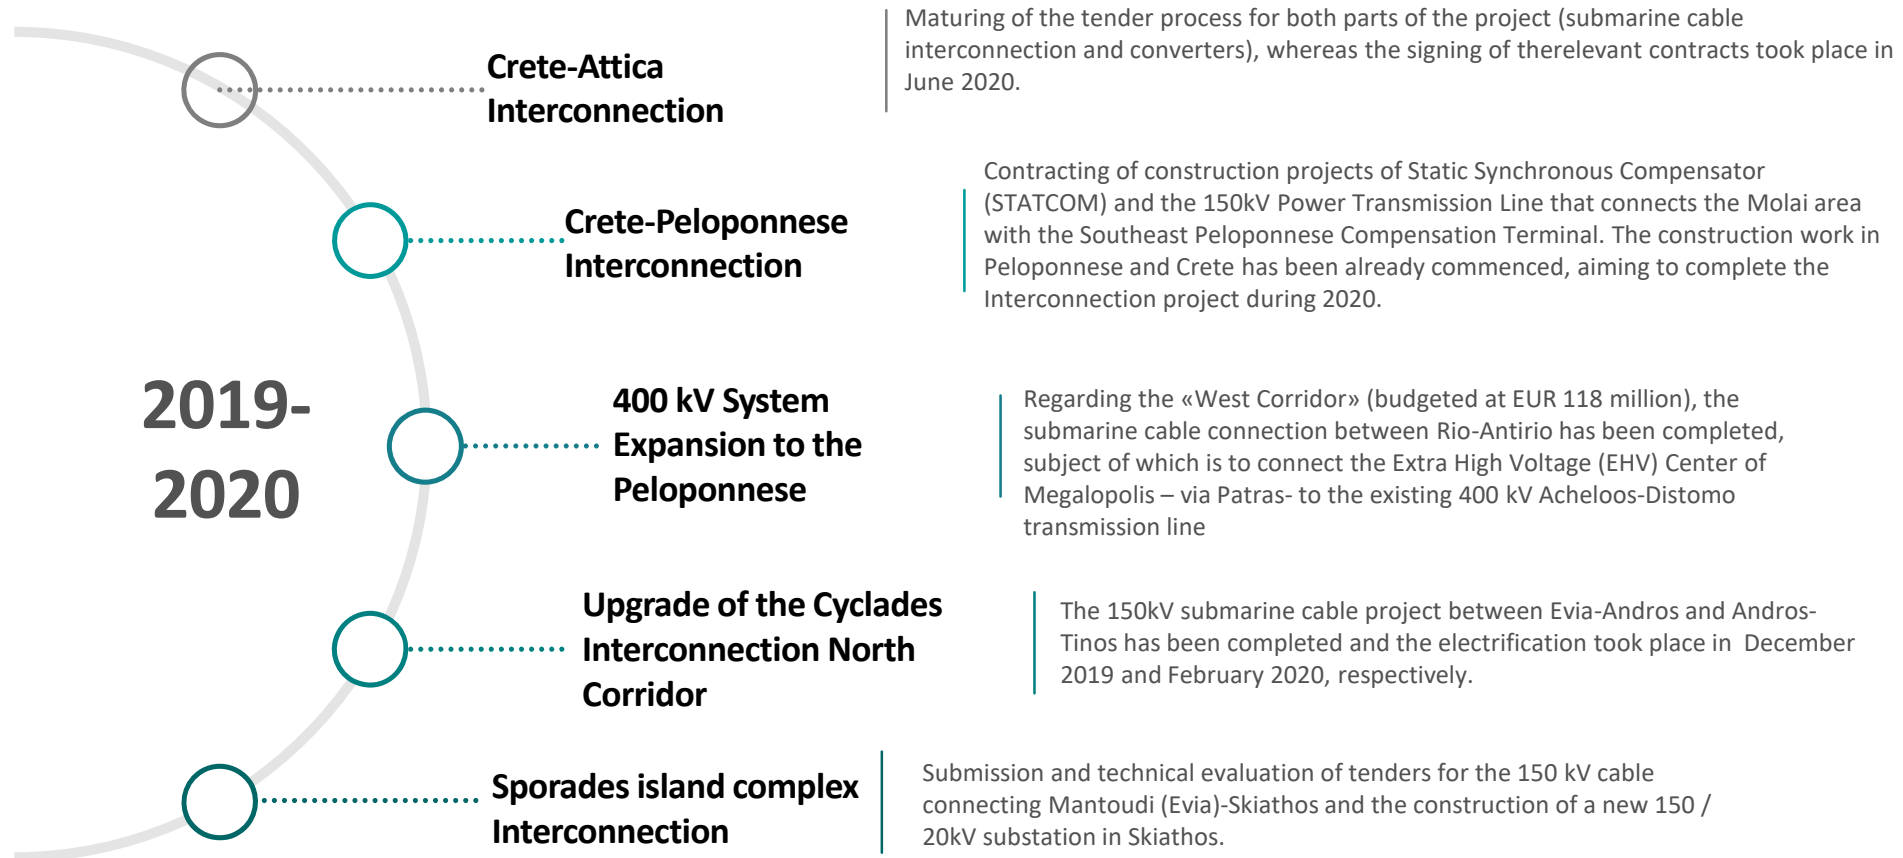 2019-
2020
Crete-Attica
Interconnection
Maturing of the tender process for both parts of the project (submarine cable
interconnection and converters), whereas the signing of therelevant contracts took place in
June 2020.
Crete-Peloponnese
Interconnection
Contracting of construction projects of Static Synchronous Compensator
(STATCOM) and the 150kV Power Transmission Line that connects the Molai area
with the Southeast Peloponnese Compensation Terminal. The construction work in
Peloponnese and Crete has been already commenced, aiming to complete the
Interconnection project during 2020.
400 kV System
Expansion to the
Peloponnese
Regarding the «West Corridor» (budgeted at EUR 118 million), the
submarine cable connection between Rio-Antirio has been completed,
subject of which is to connect the Extra High Voltage (EHV) Center of
Megalopolis – via Patras- to the existing 400 kV Acheloos-Distomo
transmission line
Upgrade of the Cyclades
Interconnection North
Corridor
The 150kV submarine cable project between Evia-Andros and Andros-
Tinos has been completed and the electrification took place in December
2019 and February 2020, respectively.
Sporades island complex
Interconnection
Submission and technical evaluation of tenders for the 150 kV cable
connecting Mantoudi (Evia)-Skiathos and the construction of a new 150 /
20kV substation in Skiathos.